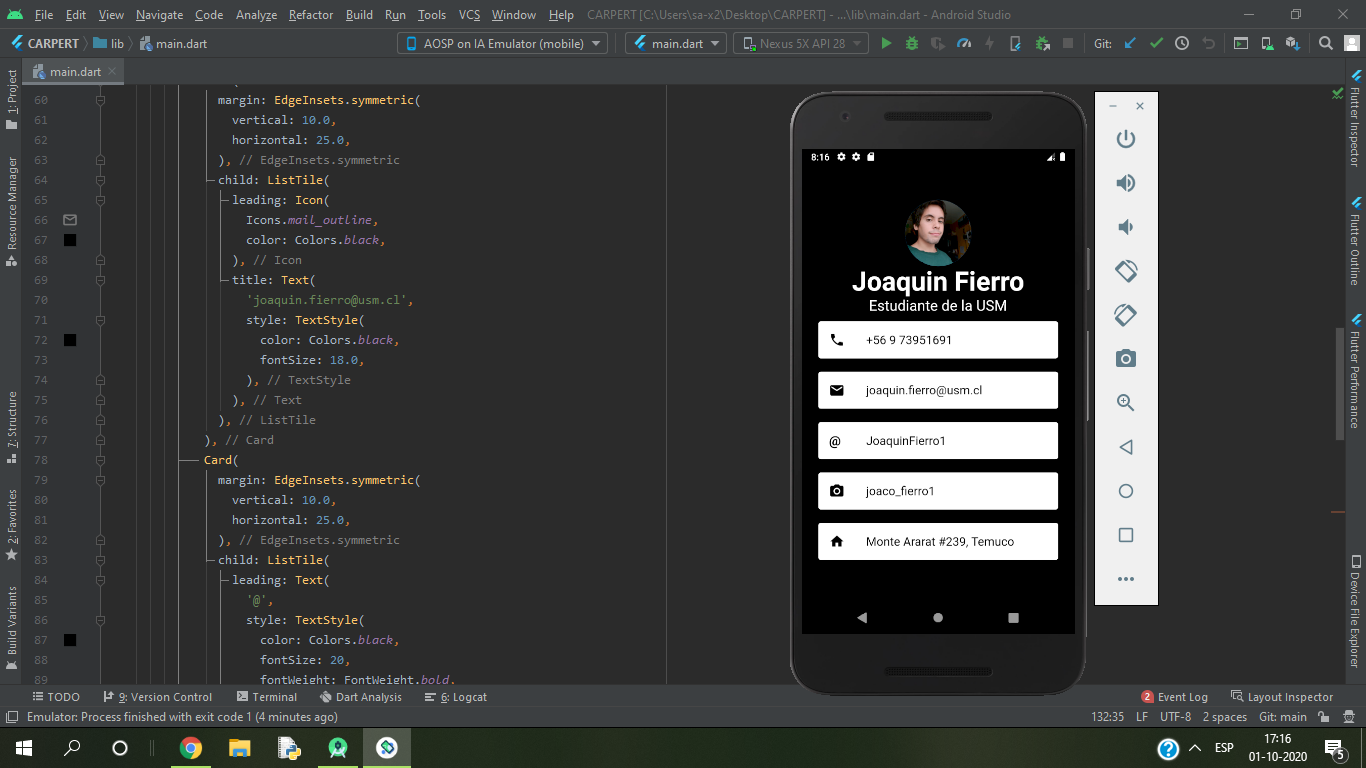 File Edit View Navigate Code Analyze Refactor Build Run Tools VCS Window Help CARPERT [C:\Users\sa-x2\Desktop\CARPERT] - ...\lib\main.dart - Android Studio
CARPERT lib main.dart AOSP on IA Emulator (mobile) main.dart Nexus 5X API 28 Git:
main.dart
1: Project
Resource Manager
7: Structure
2: Favorites
Build Variants
60 margin: EdgeInsets.symmetric(
61 vertical: 10.0,
62 horizontal: 25.0,
63 ), // EdgeInsets.symmetric
64 child: ListTile(
65 leading: Icon(
66 Icons.mail_outline,
67 color: Colors.black,
68 ), // Icon
69 title: Text(
70 'joaquin.fierro@usm.cl',
71 style: TextStyle(
72 color: Colors.black,
73 fontSize: 18.0,
74 ), // TextStyle
75 ), // Text
76 ), // ListTile
77 ), // Card
78 Card(
79 margin: EdgeInsets.symmetric(
80 vertical: 10.0,
81 horizontal: 25.0,
82 ), // EdgeInsets.symmetric
83 child: ListTile(
84 leading: Text(
85 '@',
86 style: TextStyle(
87 color: Colors.black,
88 fontSize: 20,
89 fontWeight: FontWeight.bold,
8:16
Joaquin Fierro
Estudiante de la USM
+56 9 73951691
joaquin.fierro@usm.cl
@ JoaquinFierro1
joaco_fierro1
Monte Ararat #239, Temuco
Flutter Inspector
Flutter Outline
Flutter Performance
Device File Explorer
TODO 9: Version Control Terminal Dart Analysis 6: Logcat 2 Event Log Layout Inspector
Emulator: Process finished with exit code 1 (4 minutes ago) 132:35 LF UTF-8 2 spaces Git: main
ESP 17:16
01-10-2020 5